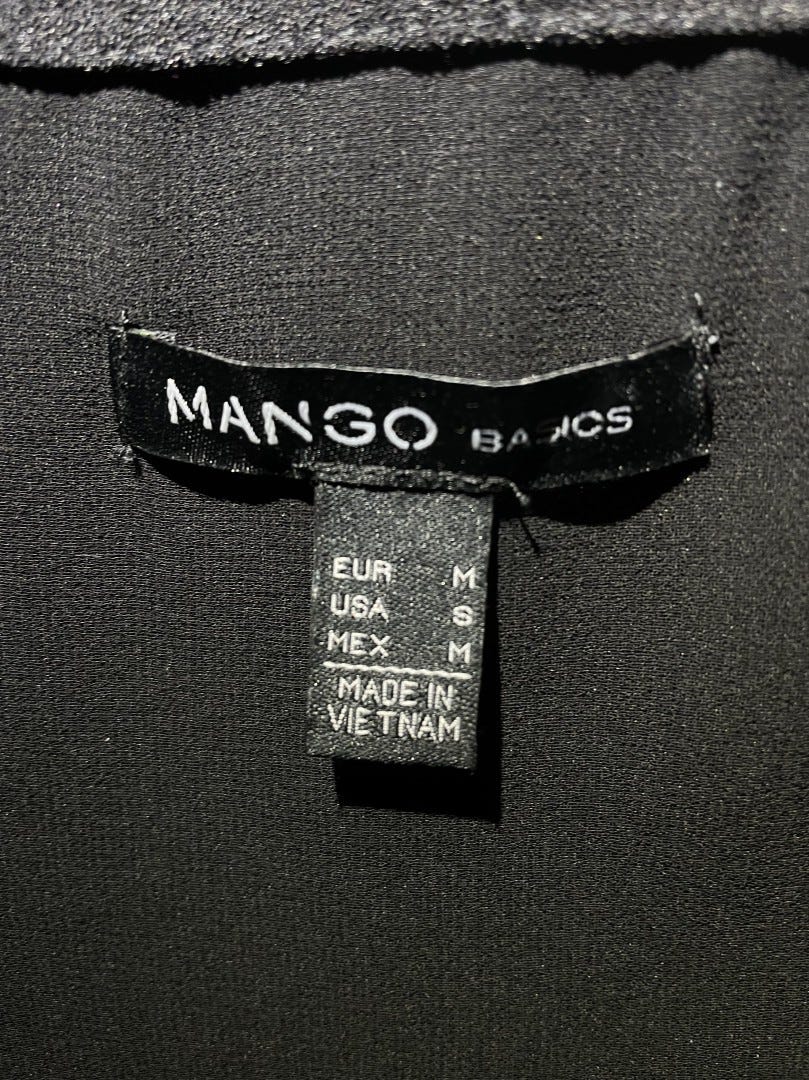 MANGO BASICS
EUR M
USA S
MEX M
MADE IN
VIETNAM